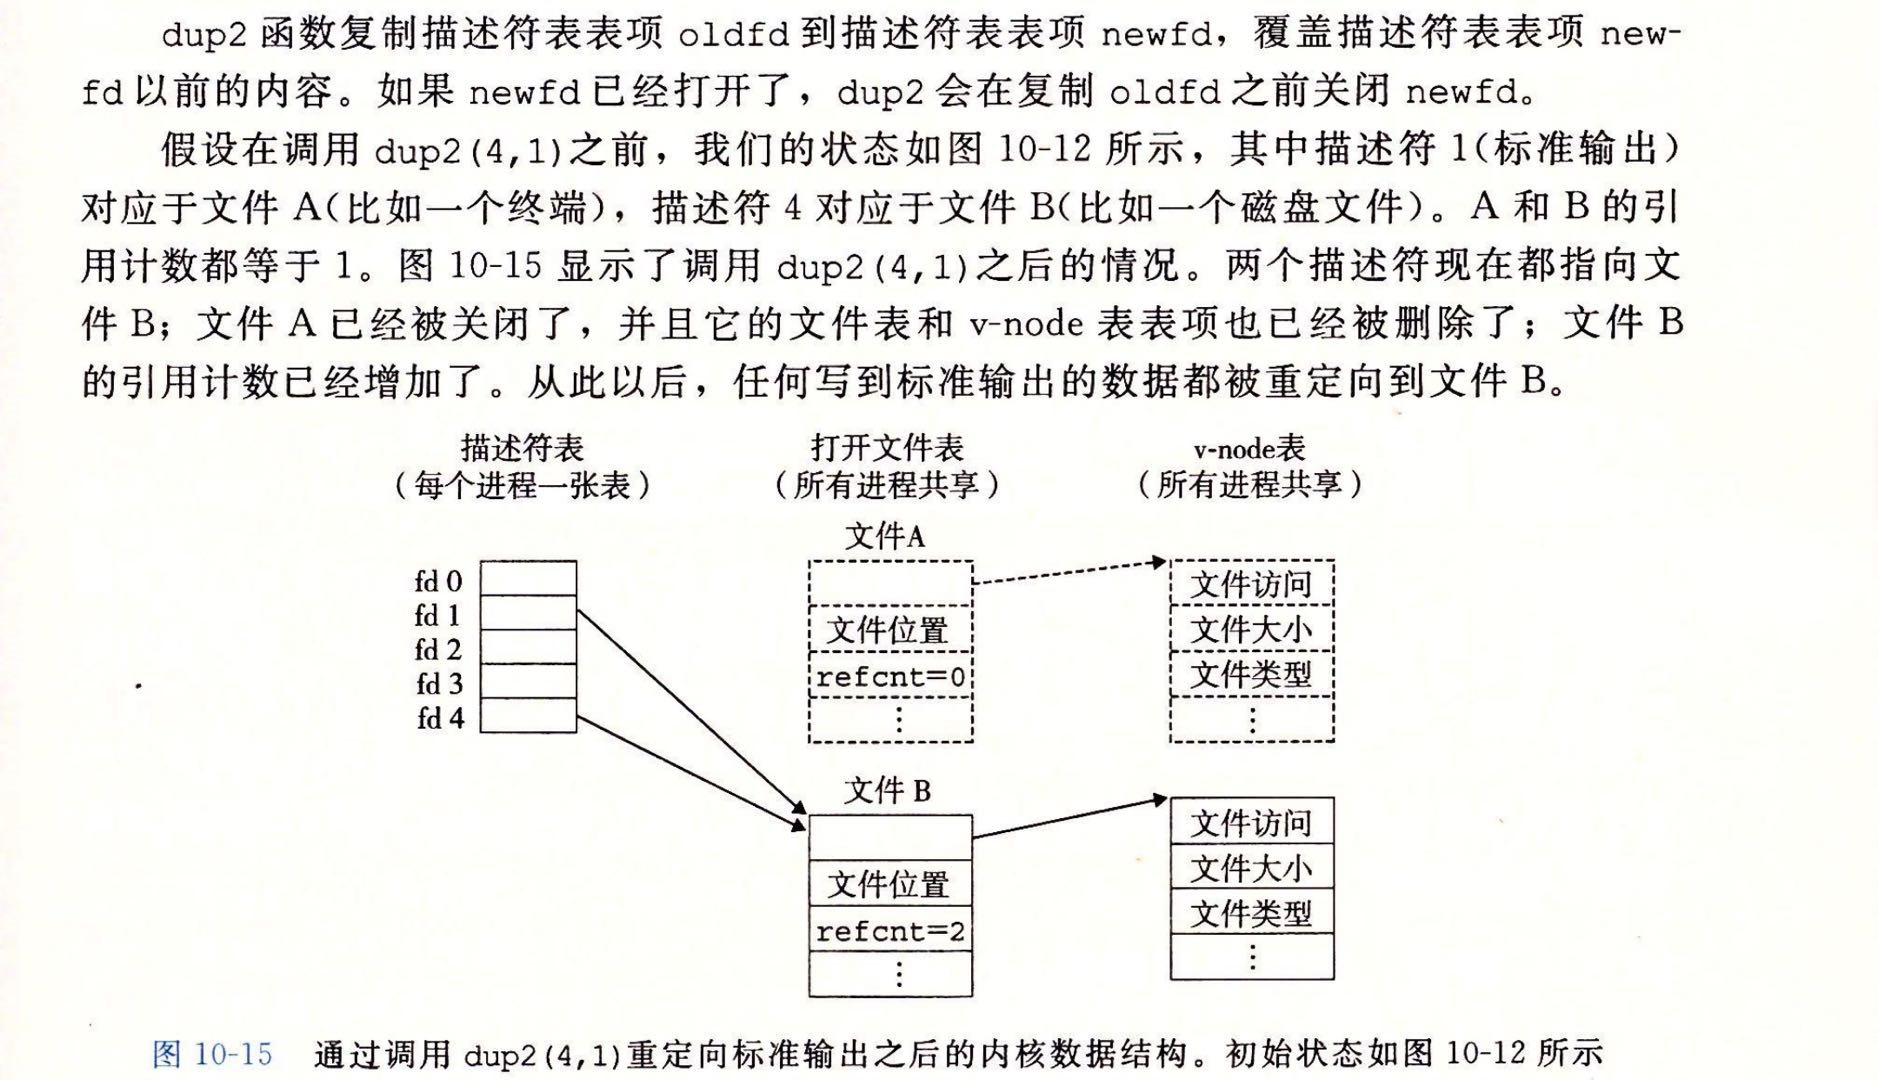 dup2 函数复制描述符表表项 oldfd 到描述符表表项 newfd，覆盖描述符表表项 new-
fd 以前的内容。如果 newfd 已经打开了，dup2 会在复制 oldfd 之前关闭 newfd。
假设在调用 dup2(4,1)之前，我们的状态如图 10-12 所示，其中描述符 1(标准输出)
对应于文件 A(比如一个终端)，描述符 4 对应于文件 B(比如一个磁盘文件)。A 和 B 的引
用计数都等于 1。图 10-15 显示了调用 dup2(4,1)之后的情况。两个描述符现在都指向文
件 B；文件 A 已经被关闭了，并且它的文件表和 v-node 表表项也已经被删除了；文件 B
的引用计数已经增加了。从此以后，任何写到标准输出的数据都被重定向到文件 B。
描述符表
（每个进程一张表）
打开文件表
（所有进程共享）
v-node表
（所有进程共享）
fd 0
fd 1
fd 2
fd 3
fd 4
文件A
文件位置
refcnt=0
⋮
文件访问
文件大小
文件类型
⋮
文件 B
文件位置
refcnt=2
⋮
文件访问
文件大小
文件类型
⋮
图 10-15 通过调用 dup2(4,1)重定向标准输出之后的内核数据结构。初始状态如图 10-12 所示